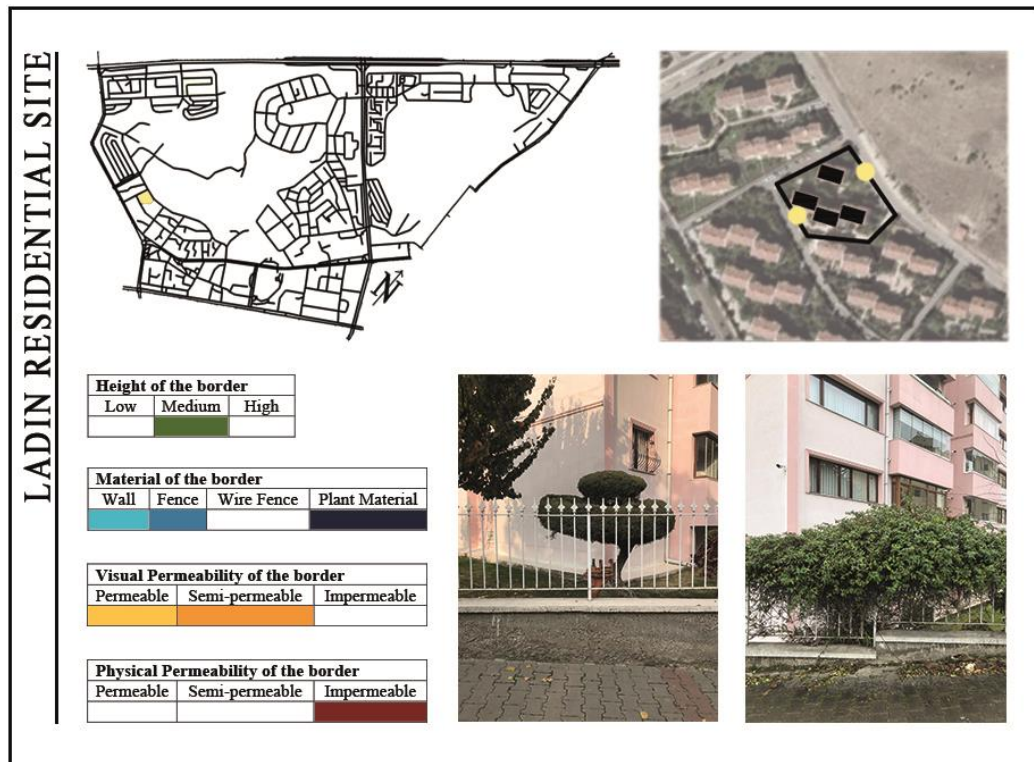 LADIN RESIDENTIAL SITE
N
Height of the border
Low Medium High
Material of the border
Wall Fence Wire Fence Plant Material
Visual Permeability of the border
Permeable Semi-permeable Impermeable
Physical Permeability of the border
Permeable Semi-permeable Impermeable